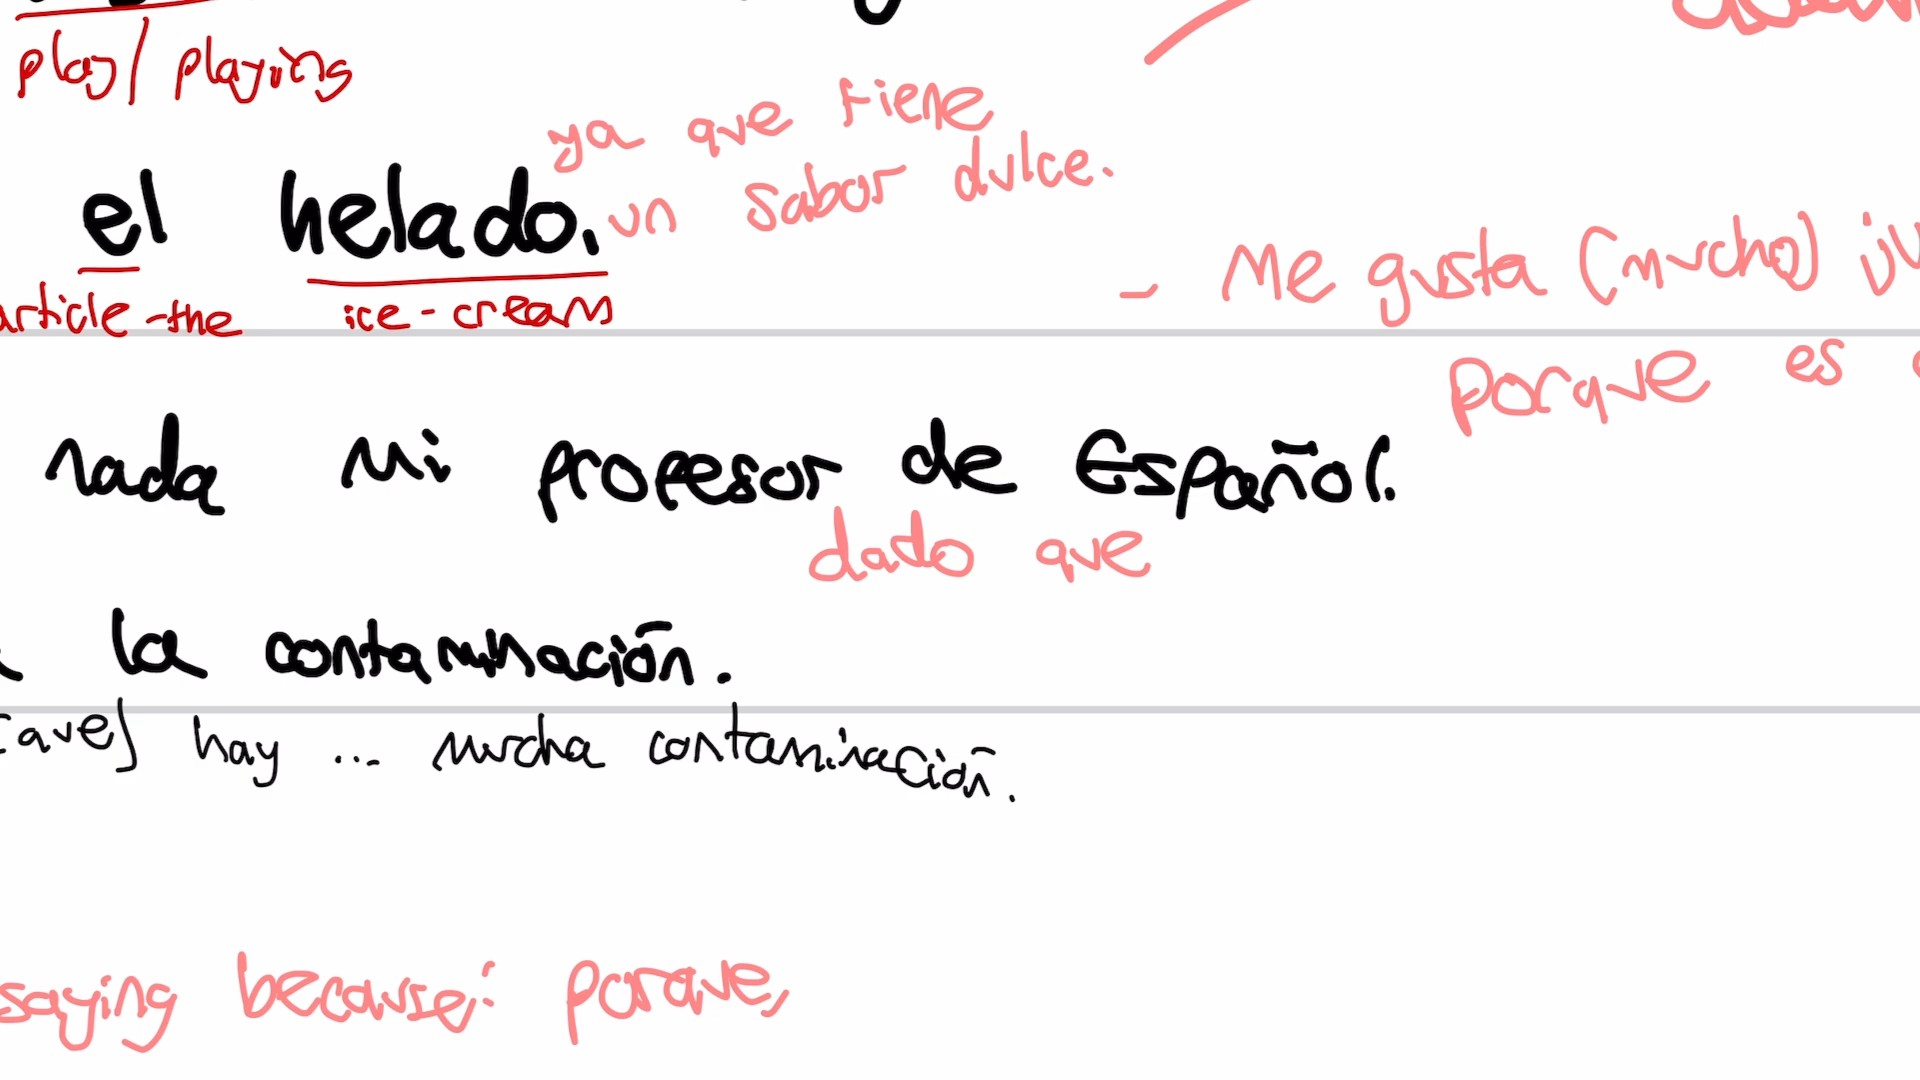 play/playing
ya que tiene
el helado. un sabor dulce.
article-the ice-cream
- Me gusta (mucho)
porque es
nada mi profesor de Español.
dado que
la contaminación.
hay ... mucha contaminación.
saying because: porque,